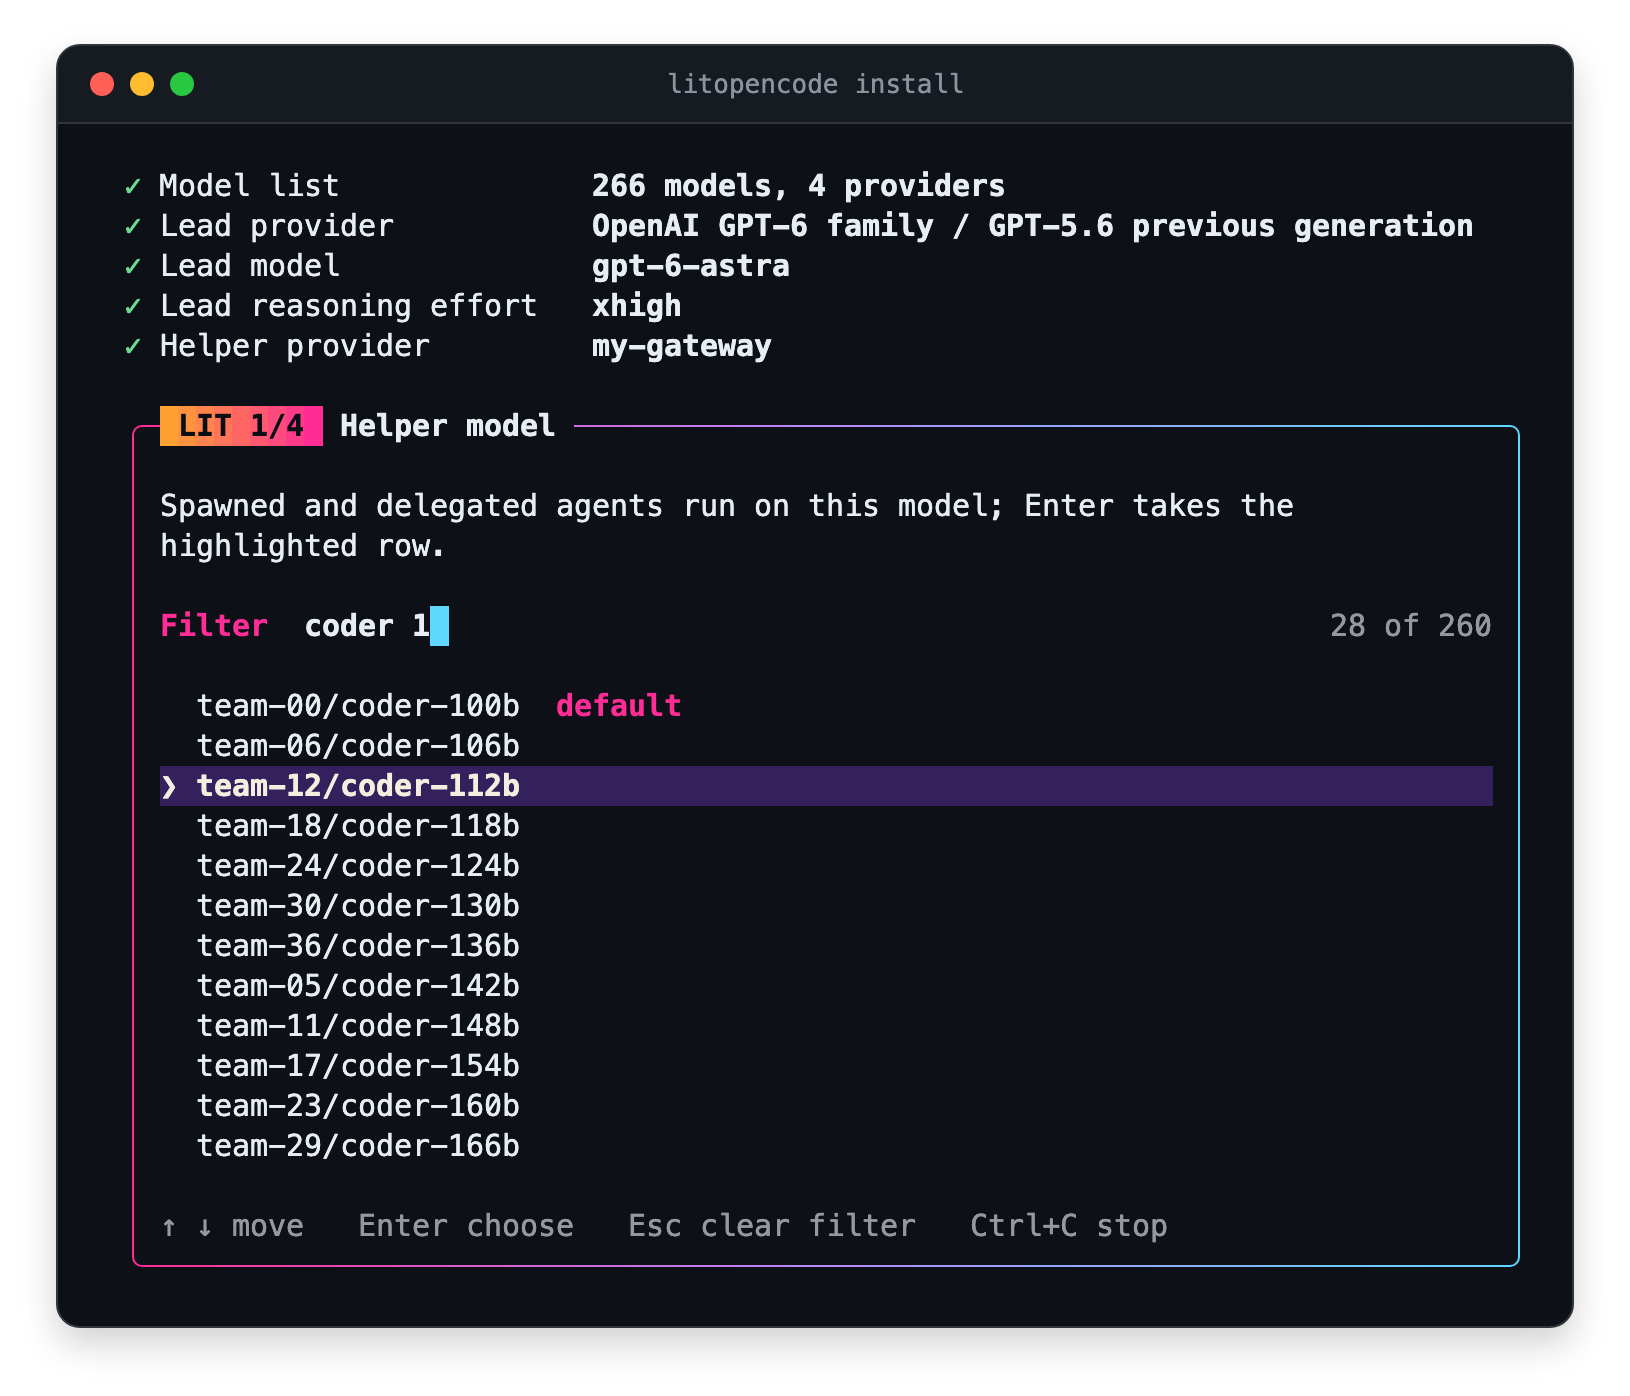 litopencode install
✓ Model list 266 models, 4 providers
✓ Lead provider OpenAI GPT-6 family / GPT-5.6 previous generation
✓ Lead model gpt-6-astra
✓ Lead reasoning effort xhigh
✓ Helper provider my-gateway
LIT 1/4 Helper model
Spawned and delegated agents run on this model; Enter takes the
highlighted row.
Filter coder 1 28 of 260
team-00/coder-100b default
team-06/coder-106b
❯ team-12/coder-112b
team-18/coder-118b
team-24/coder-124b
team-30/coder-130b
team-36/coder-136b
team-05/coder-142b
team-11/coder-148b
team-17/coder-154b
team-23/coder-160b
team-29/coder-166b
↑ ↓ move Enter choose Esc clear filter Ctrl+C stop